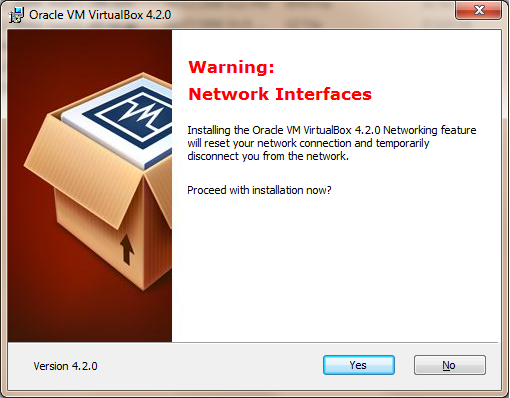 Oracle VM VirtualBox 4.2.0
Warning:
Network Interfaces
Installing the Oracle VM VirtualBox 4.2.0 Networking feature
will reset your network connection and temporarily
disconnect you from the network.
Proceed with installation now?
Version 4.2.0
Yes
No